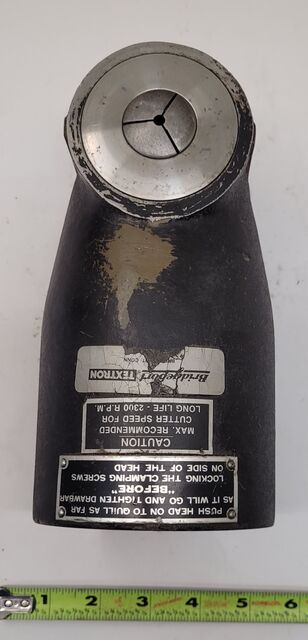 PUSH HEAD ON TO QUILL AS FAR
AS IT WILL GO AND TIGHTEN DRAWBAR
"BEFORE"
LOCKING THE CLAMPING SCREWS
ON SIDE OF THE HEAD
CAUTION
MAX. RECOMMENDED
CUTTER SPEED FOR
LONG LIFE - 2300 R.P.M.
Bridgeport TEXTRON
CONN
1 2 3 4 5 6